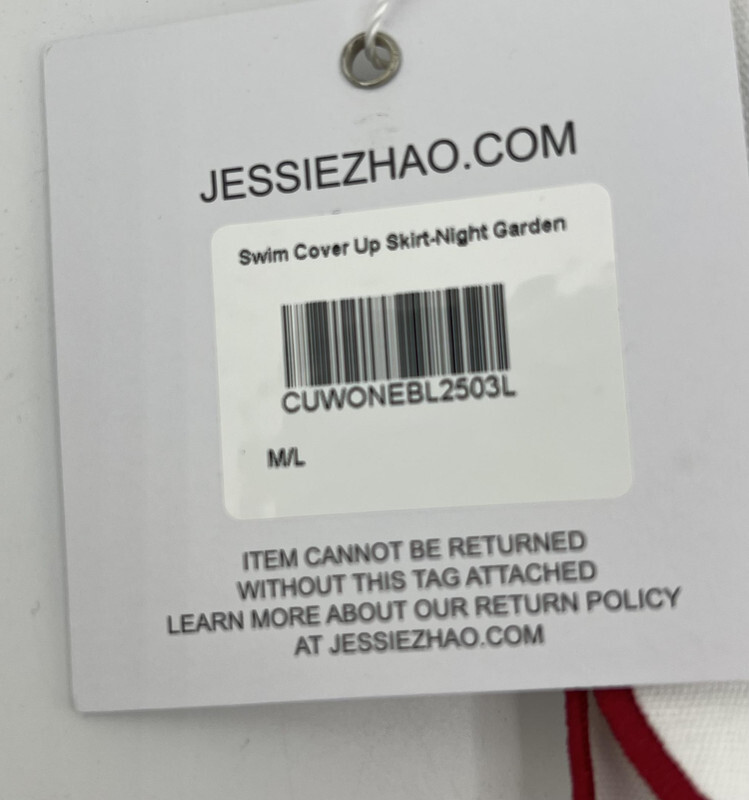 JESSIEZHAO.COM
Swim Cover Up Skirt-Night Garden
CUWONEBL2503L
M/L
ITEM CANNOT BE RETURNED
WITHOUT THIS TAG ATTACHED
LEARN MORE ABOUT OUR RETURN POLICY
AT JESSIEZHAO.COM